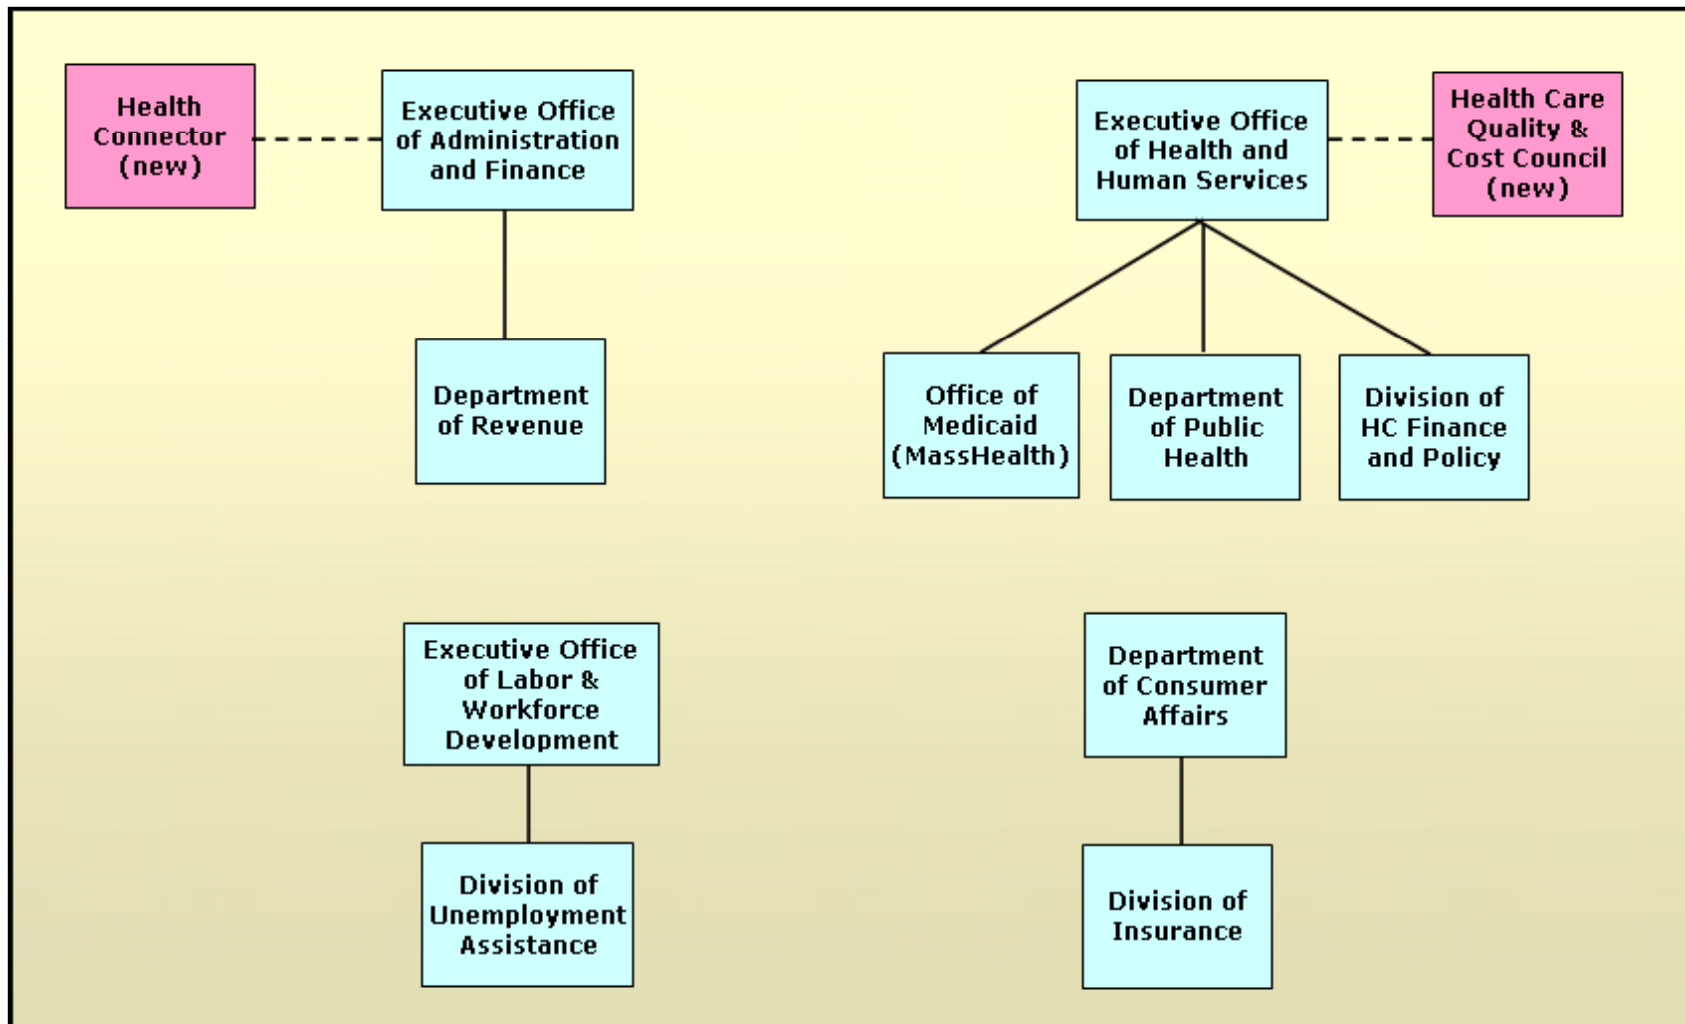 Health
Connector
(new)
Executive Office
of Administration
and Finance
Executive Office
of Health and
Human Services
Health Care
Quality &
Cost Council
(new)
Department
of Revenue
Office of
Medicaid
(MassHealth)
Department
of Public
Health
Division of
HC Finance
and Policy
Executive Office
of Labor &
Workforce
Development
Department
of Consumer
Affairs
Division of
Unemployment
Assistance
Division of
Insurance